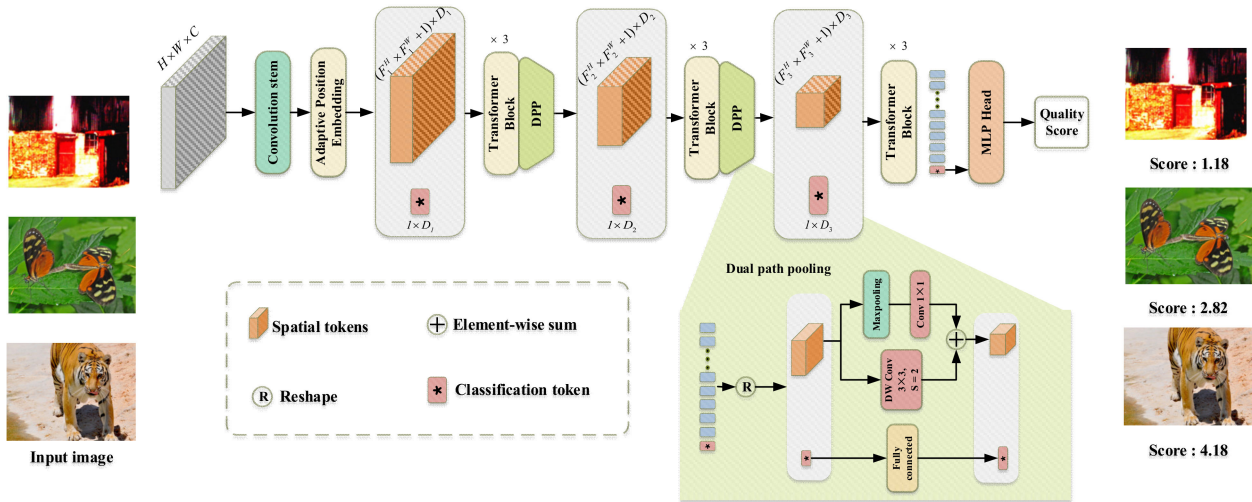 H×W×C
Convolution stem
Adaptive Position
Embedding
(F₁ᴴ×F₁ᵂ+1)×D₁
1×D₁
× 3
Transformer
Block
DPP
(F₂ᴴ×F₂ᵂ+1)×D₂
1×D₂
× 3
Transformer
Block
DPP
(F₃ᴴ×F₃ᵂ+1)×D₃
1×D₃
× 3
Transformer
Block
MLP Head
Quality
Score
Input image
Spatial tokens
Element-wise sum
R
Reshape
Classification token
Dual path pooling
R
Maxpooling
Conv 1×1
DW Conv
3×3,
S = 2
Fully
connected
Score : 1.18
Score : 2.82
Score : 4.18